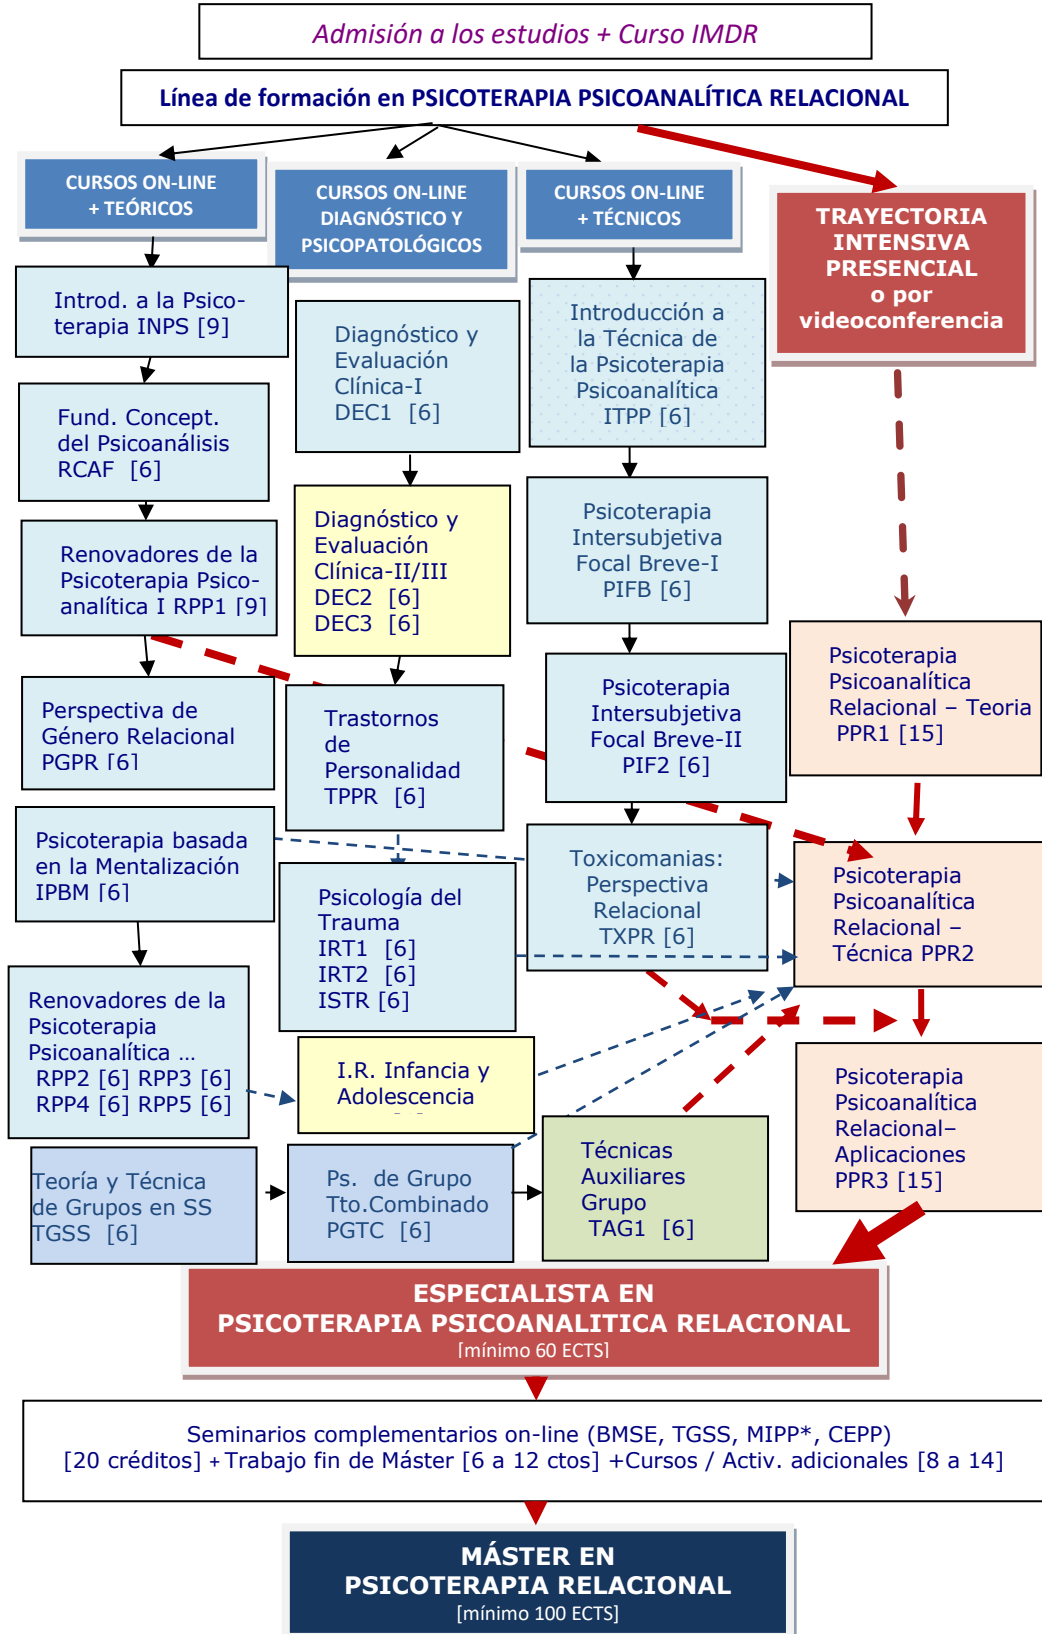 Admisión a los estudios + Curso IMDR
Línea de formación en PSICOTERAPIA PSICOANALÍTICA RELACIONAL
CURSOS ON-LINE
+ TEÓRICOS
CURSOS ON-LINE
DIAGNÓSTICO Y
PSICOPATOLÓGICOS
CURSOS ON-LINE
+ TÉCNICOS
TRAYECTORIA
INTENSIVA
PRESENCIAL
o por
videoconferencia
Introd. a la Psico-
terapia INPS [9]
Fund. Concept.
del Psicoanálisis
RCAF [6]
Renovadores de la
Psicoterapia Psico-
analítica I RPP1 [9]
Perspectiva de
Género Relacional
PGPR [6]
Psicoterapia basada
en la Mentalización
IPBM [6]
Renovadores de la
Psicoterapia
Psicoanalítica ...
RPP2 [6] RPP3 [6]
RPP4 [6] RPP5 [6]
Teoría y Técnica
de Grupos en SS
TGSS [6]
Diagnóstico y
Evaluación
Clínica-I
DEC1 [6]
Diagnóstico y
Evaluación
Clínica-II/III
DEC2 [6]
DEC3 [6]
Trastornos
de
Personalidad
TPPR [6]
Psicología del
Trauma
IRT1 [6]
IRT2 [6]
ISTR [6]
I.R. Infancia y
Adolescencia
Ps. de Grupo
Tto.Combinado
PGTC [6]
Introducción a
la Técnica de
la Psicoterapia
Psicoanalítica
ITPP [6]
Psicoterapia
Intersubjetiva
Focal Breve-I
PIFB [6]
Psicoterapia
Intersubjetiva
Focal Breve-II
PIF2 [6]
Toxicomanias:
Perspectiva
Relacional
TXPR [6]
Técnicas
Auxiliares
Grupo
TAG1 [6]
Psicoterapia
Psicoanalítica
Relacional – Teoria
PPR1 [15]
Psicoterapia
Psicoanalítica
Relacional –
Técnica PPR2
Psicoterapia
Psicoanalítica
Relacional–
Aplicaciones
PPR3 [15]
ESPECIALISTA EN
PSICOTERAPIA PSICOANALITICA RELACIONAL
[mínimo 60 ECTS]
Seminarios complementarios on-line (BMSE, TGSS, MIPP*, CEPP)
[20 créditos] + Trabajo fin de Máster [6 a 12 ctos] +Cursos / Activ. adicionales [8 a 14]
MÁSTER EN
PSICOTERAPIA RELACIONAL
[mínimo 100 ECTS]